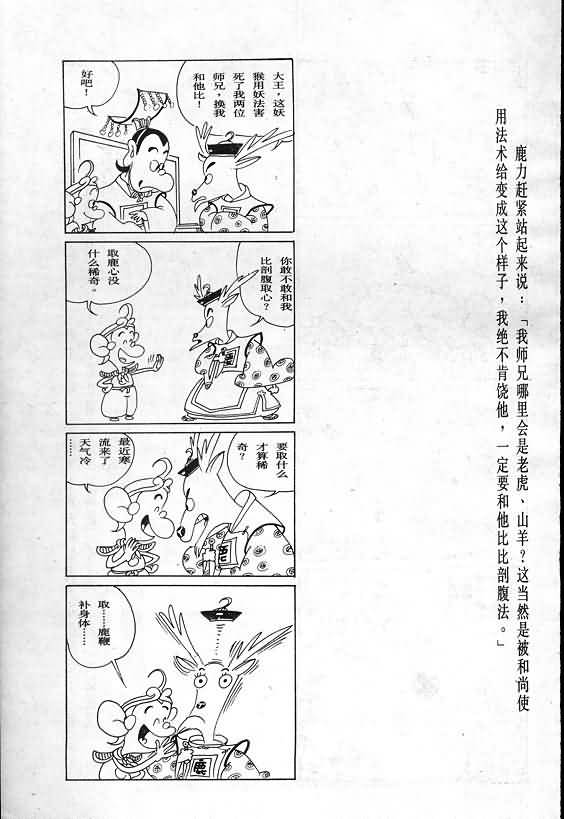 鹿力赶紧站起来说：「我师兄哪里会是老虎、山羊？这当然是被和尚使
用法术给变成这个样子，我绝不肯饶他，一定要和他比比剖腹法。」
大王，这妖
猴用妖法害
死了我两位
师兄，换我
和他比！
好吧！
你敢不敢和我
比剖腹取心？
取鹿心没
什么稀奇。
鹿
要取什么
才算稀
奇？
最近寒
流来了
天气冷
……
鹿
取……鹿鞭
补身体……
鹿